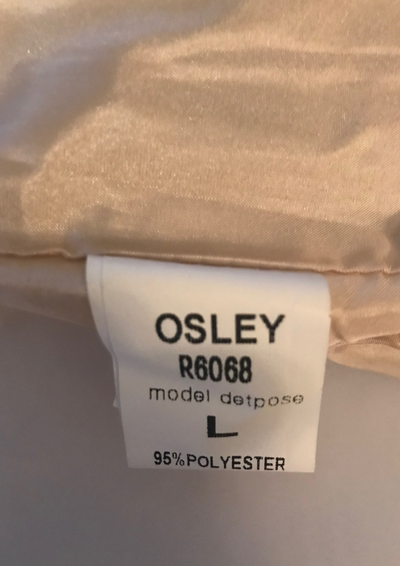 OSLEY
R6068
model detpose
L
95%POLYESTER